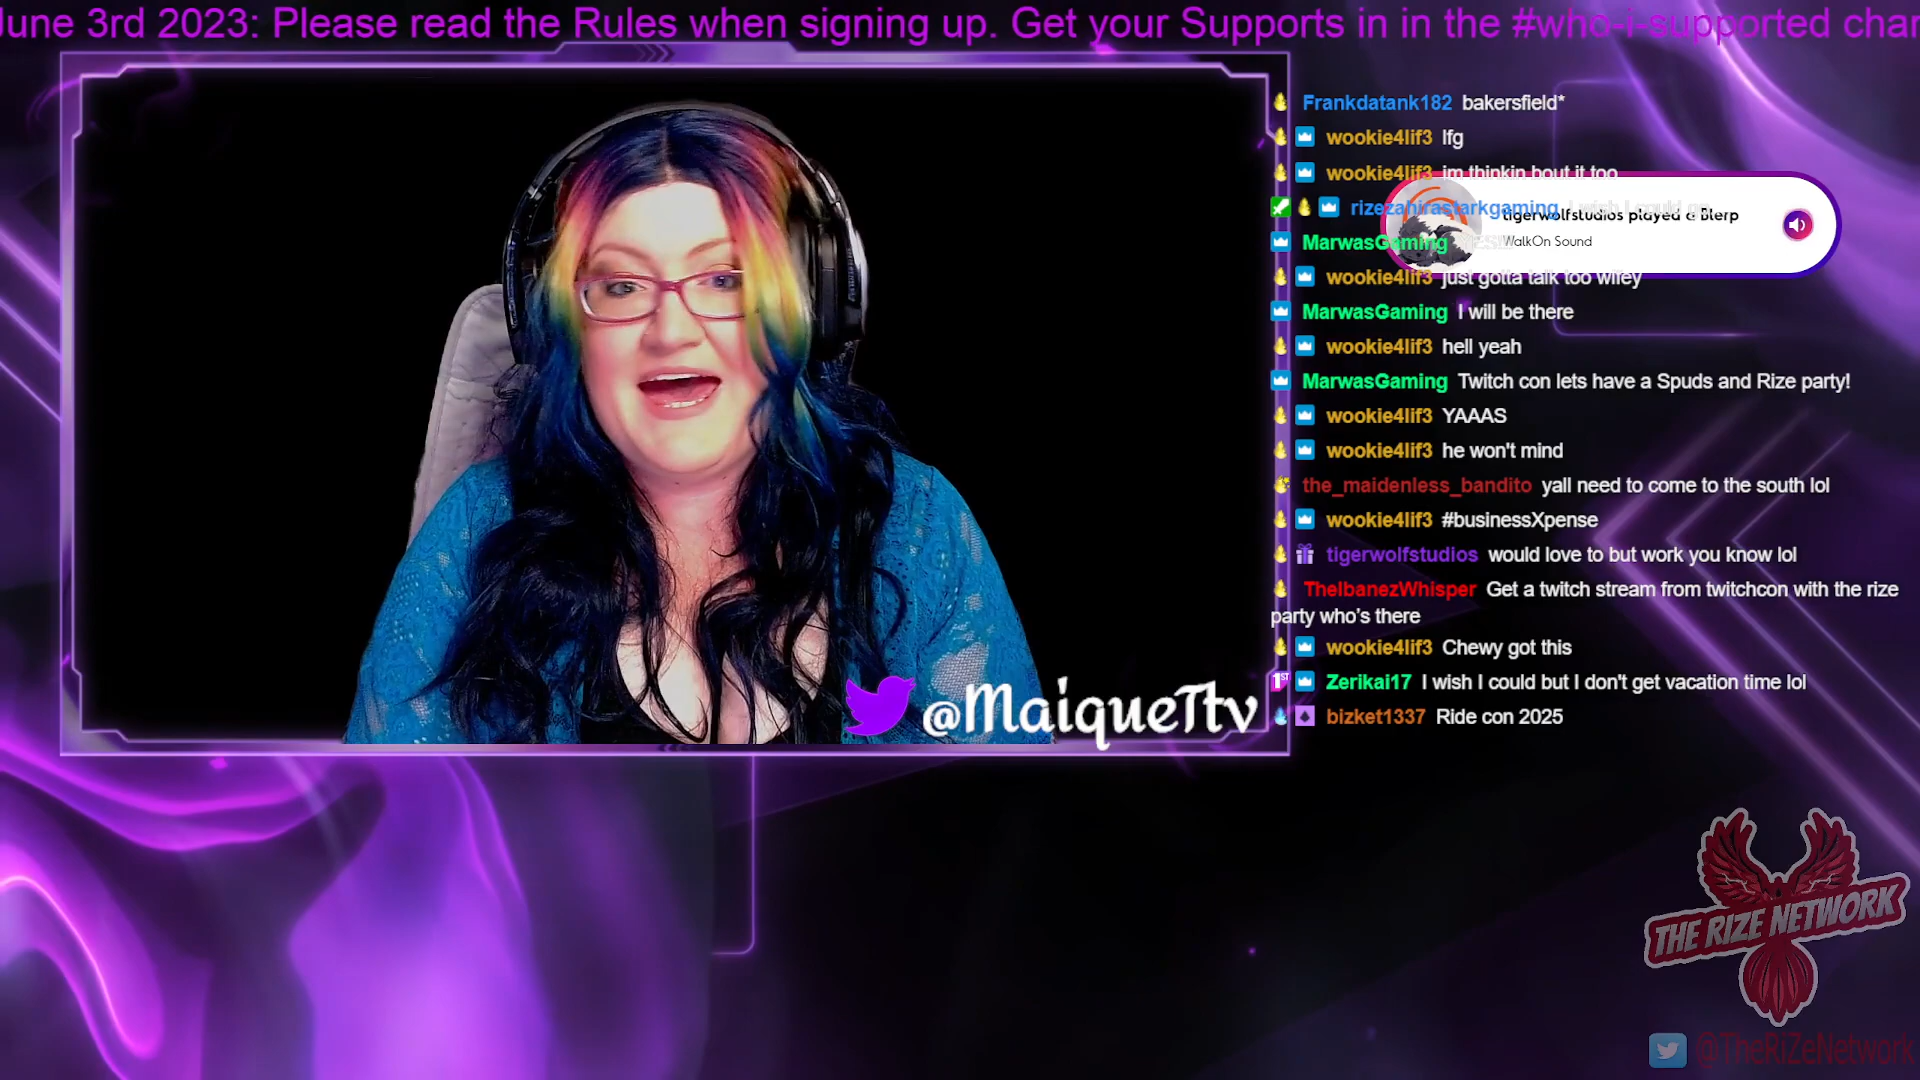 June 3rd 2023: Please read the Rules when signing up. Get your Supports in in the #who-i-supported char
Frankdatank182 bakersfield*
wookie4lif3 lfg
wookie4lif3 im thinkin bout it too
rizezahirastarkgaming I wish I could go
tigerwolfstudios played a Blerp
MarwasGaming
WalkOn Sound
wookie4lif3 just gotta talk too wifey
MarwasGaming I will be there
wookie4lif3 hell yeah
MarwasGaming Twitch con lets have a Spuds and Rize party!
wookie4lif3 YAAAS
wookie4lif3 he won't mind
the_maidenless_bandito yall need to come to the south lol
wookie4lif3 #businessXpense
tigerwolfstudios would love to but work you know lol
TheIbanezWhisper Get a twitch stream from twitchcon with the rize
party who's there
wookie4lif3 Chewy got this
1ST Zerikai17 I wish I could but I don't get vacation time lol
bizket1337 Ride con 2025
@MaiqueTtv
THE RIZE NETWORK
@TheRiZeNetwork